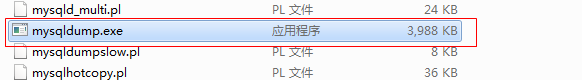 mysqld_multi.pl PL 文件 24 KB
mysqldump.exe 应用程序 3,988 KB
mysqldumpslow.pl PL 文件 8 KB
mysqlhotcopy.pl PL 文件 36 KB